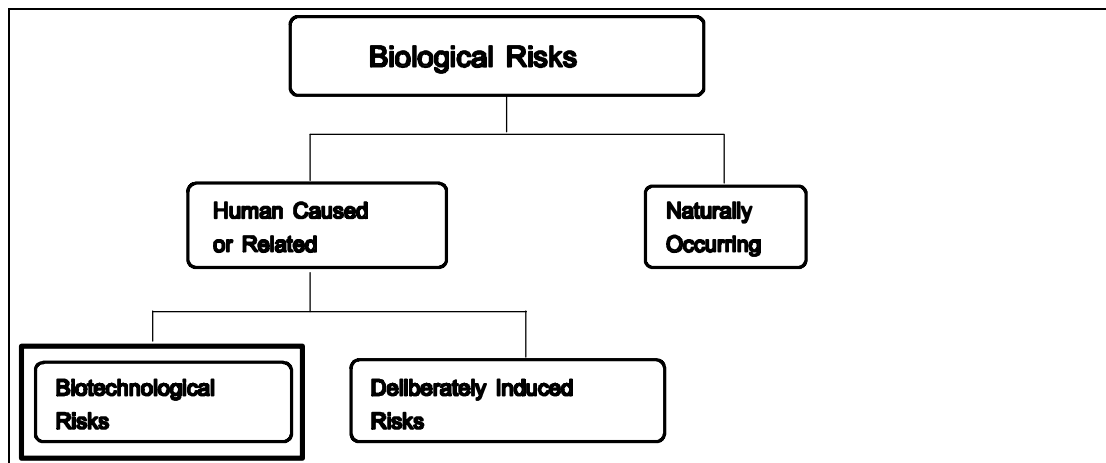 Biological Risks
Human Caused
or Related
Naturally
Occurring
Biotechnological
Risks
Deliberately Induced
Risks